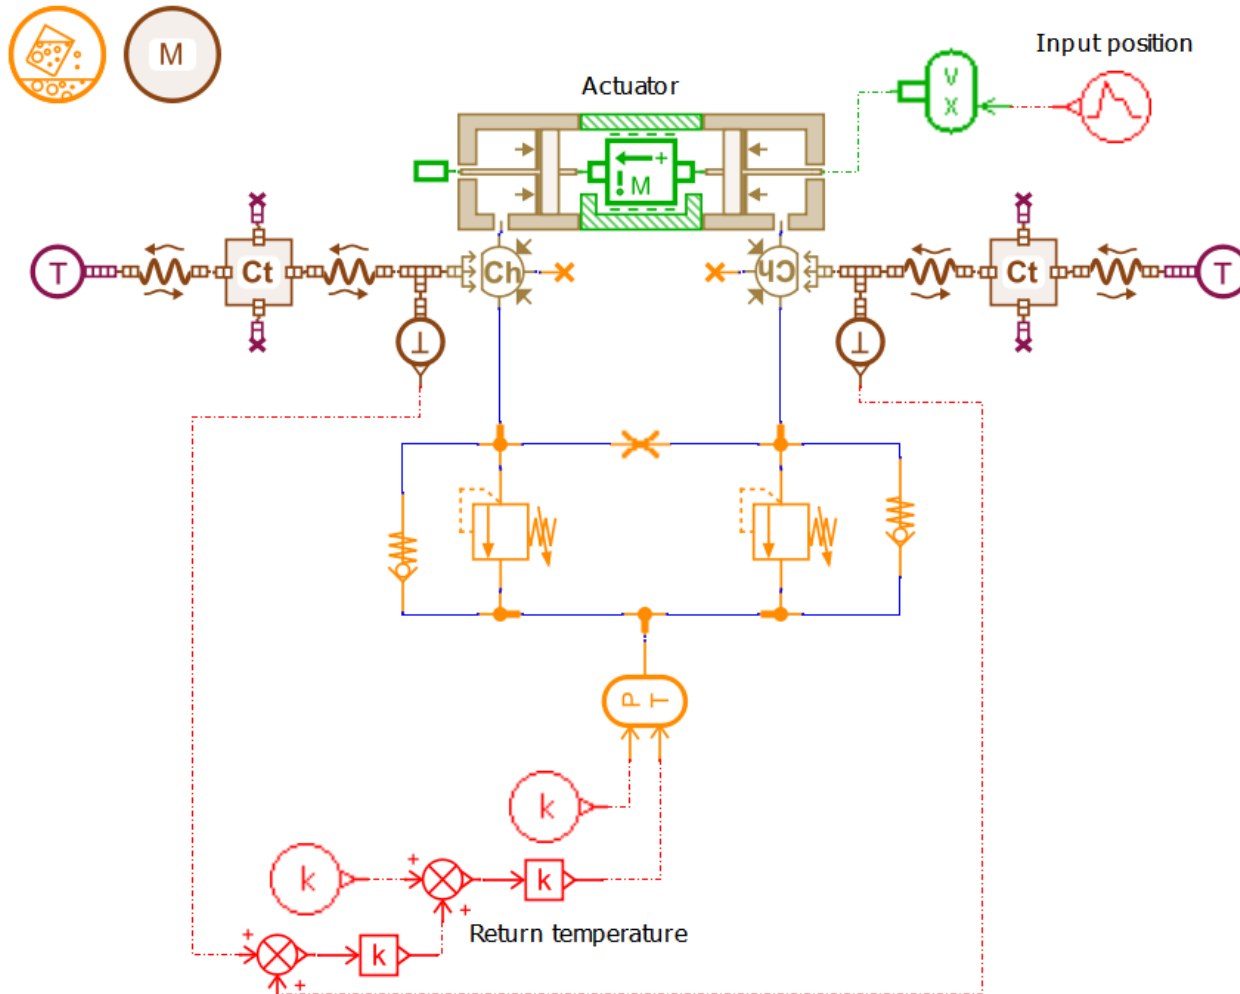 Input position
Actuator
M
V
X
M
T
Ct
Ch
Ch
Ct
T
T
T
P
T
k
k
k
Return temperature
k